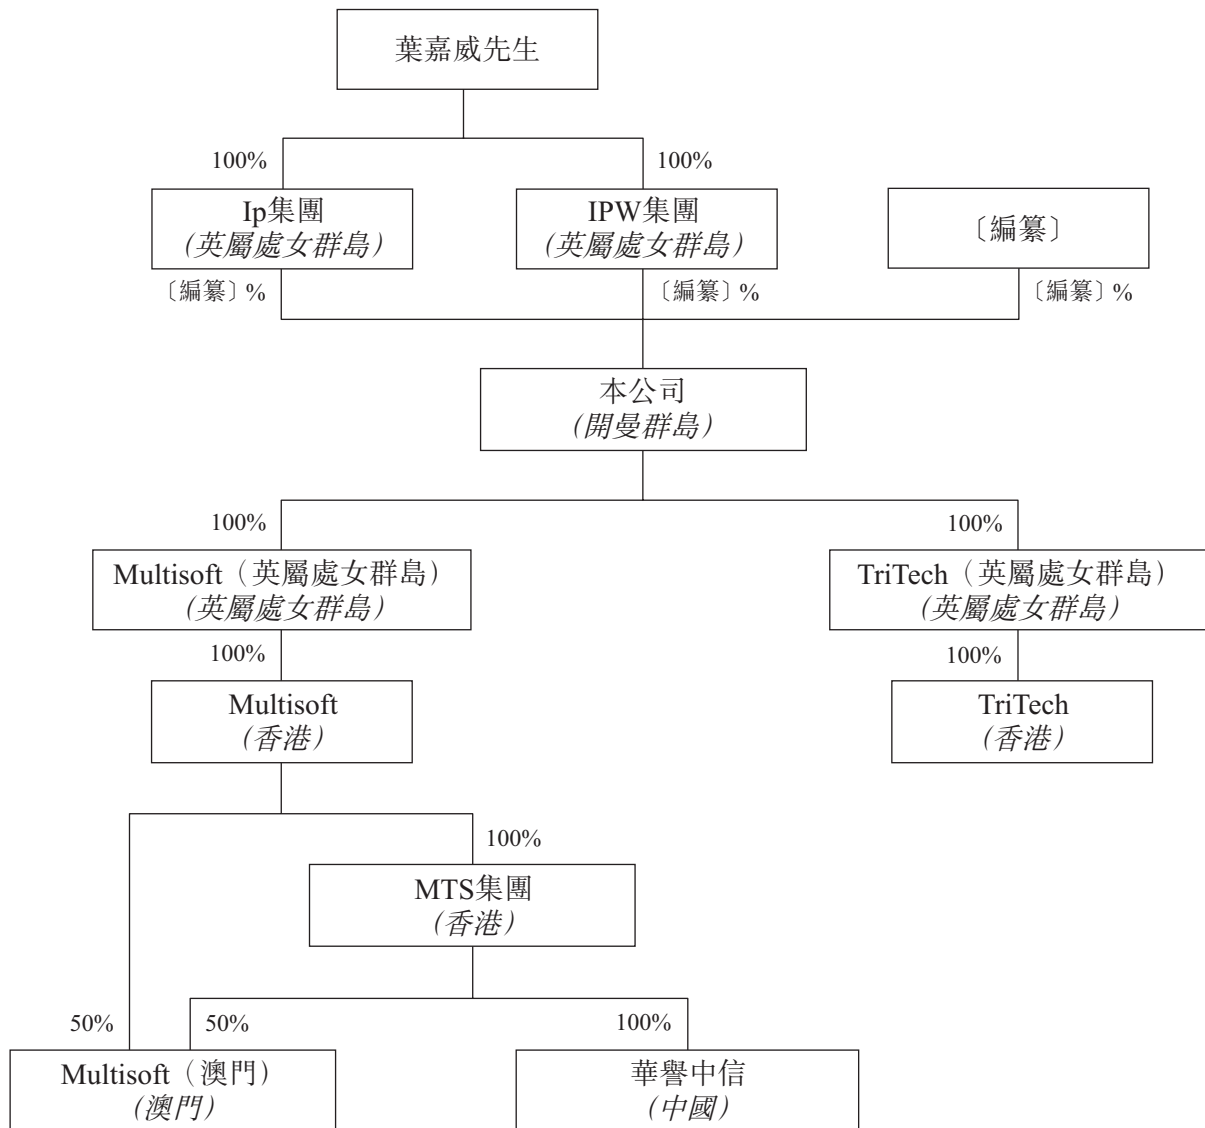 葉嘉威先生
100%
100%
Ip集團
(英屬處女群島)
IPW集團
(英屬處女群島)
〔編纂〕
〔編纂〕%
〔編纂〕%
〔編纂〕%
本公司
(開曼群島)
100%
100%
Multisoft（英屬處女群島）
(英屬處女群島)
TriTech（英屬處女群島）
(英屬處女群島)
100%
100%
Multisoft
(香港)
TriTech
(香港)
100%
MTS集團
(香港)
50%
50%
100%
Multisoft（澳門）
(澳門)
華譽中信
(中國)